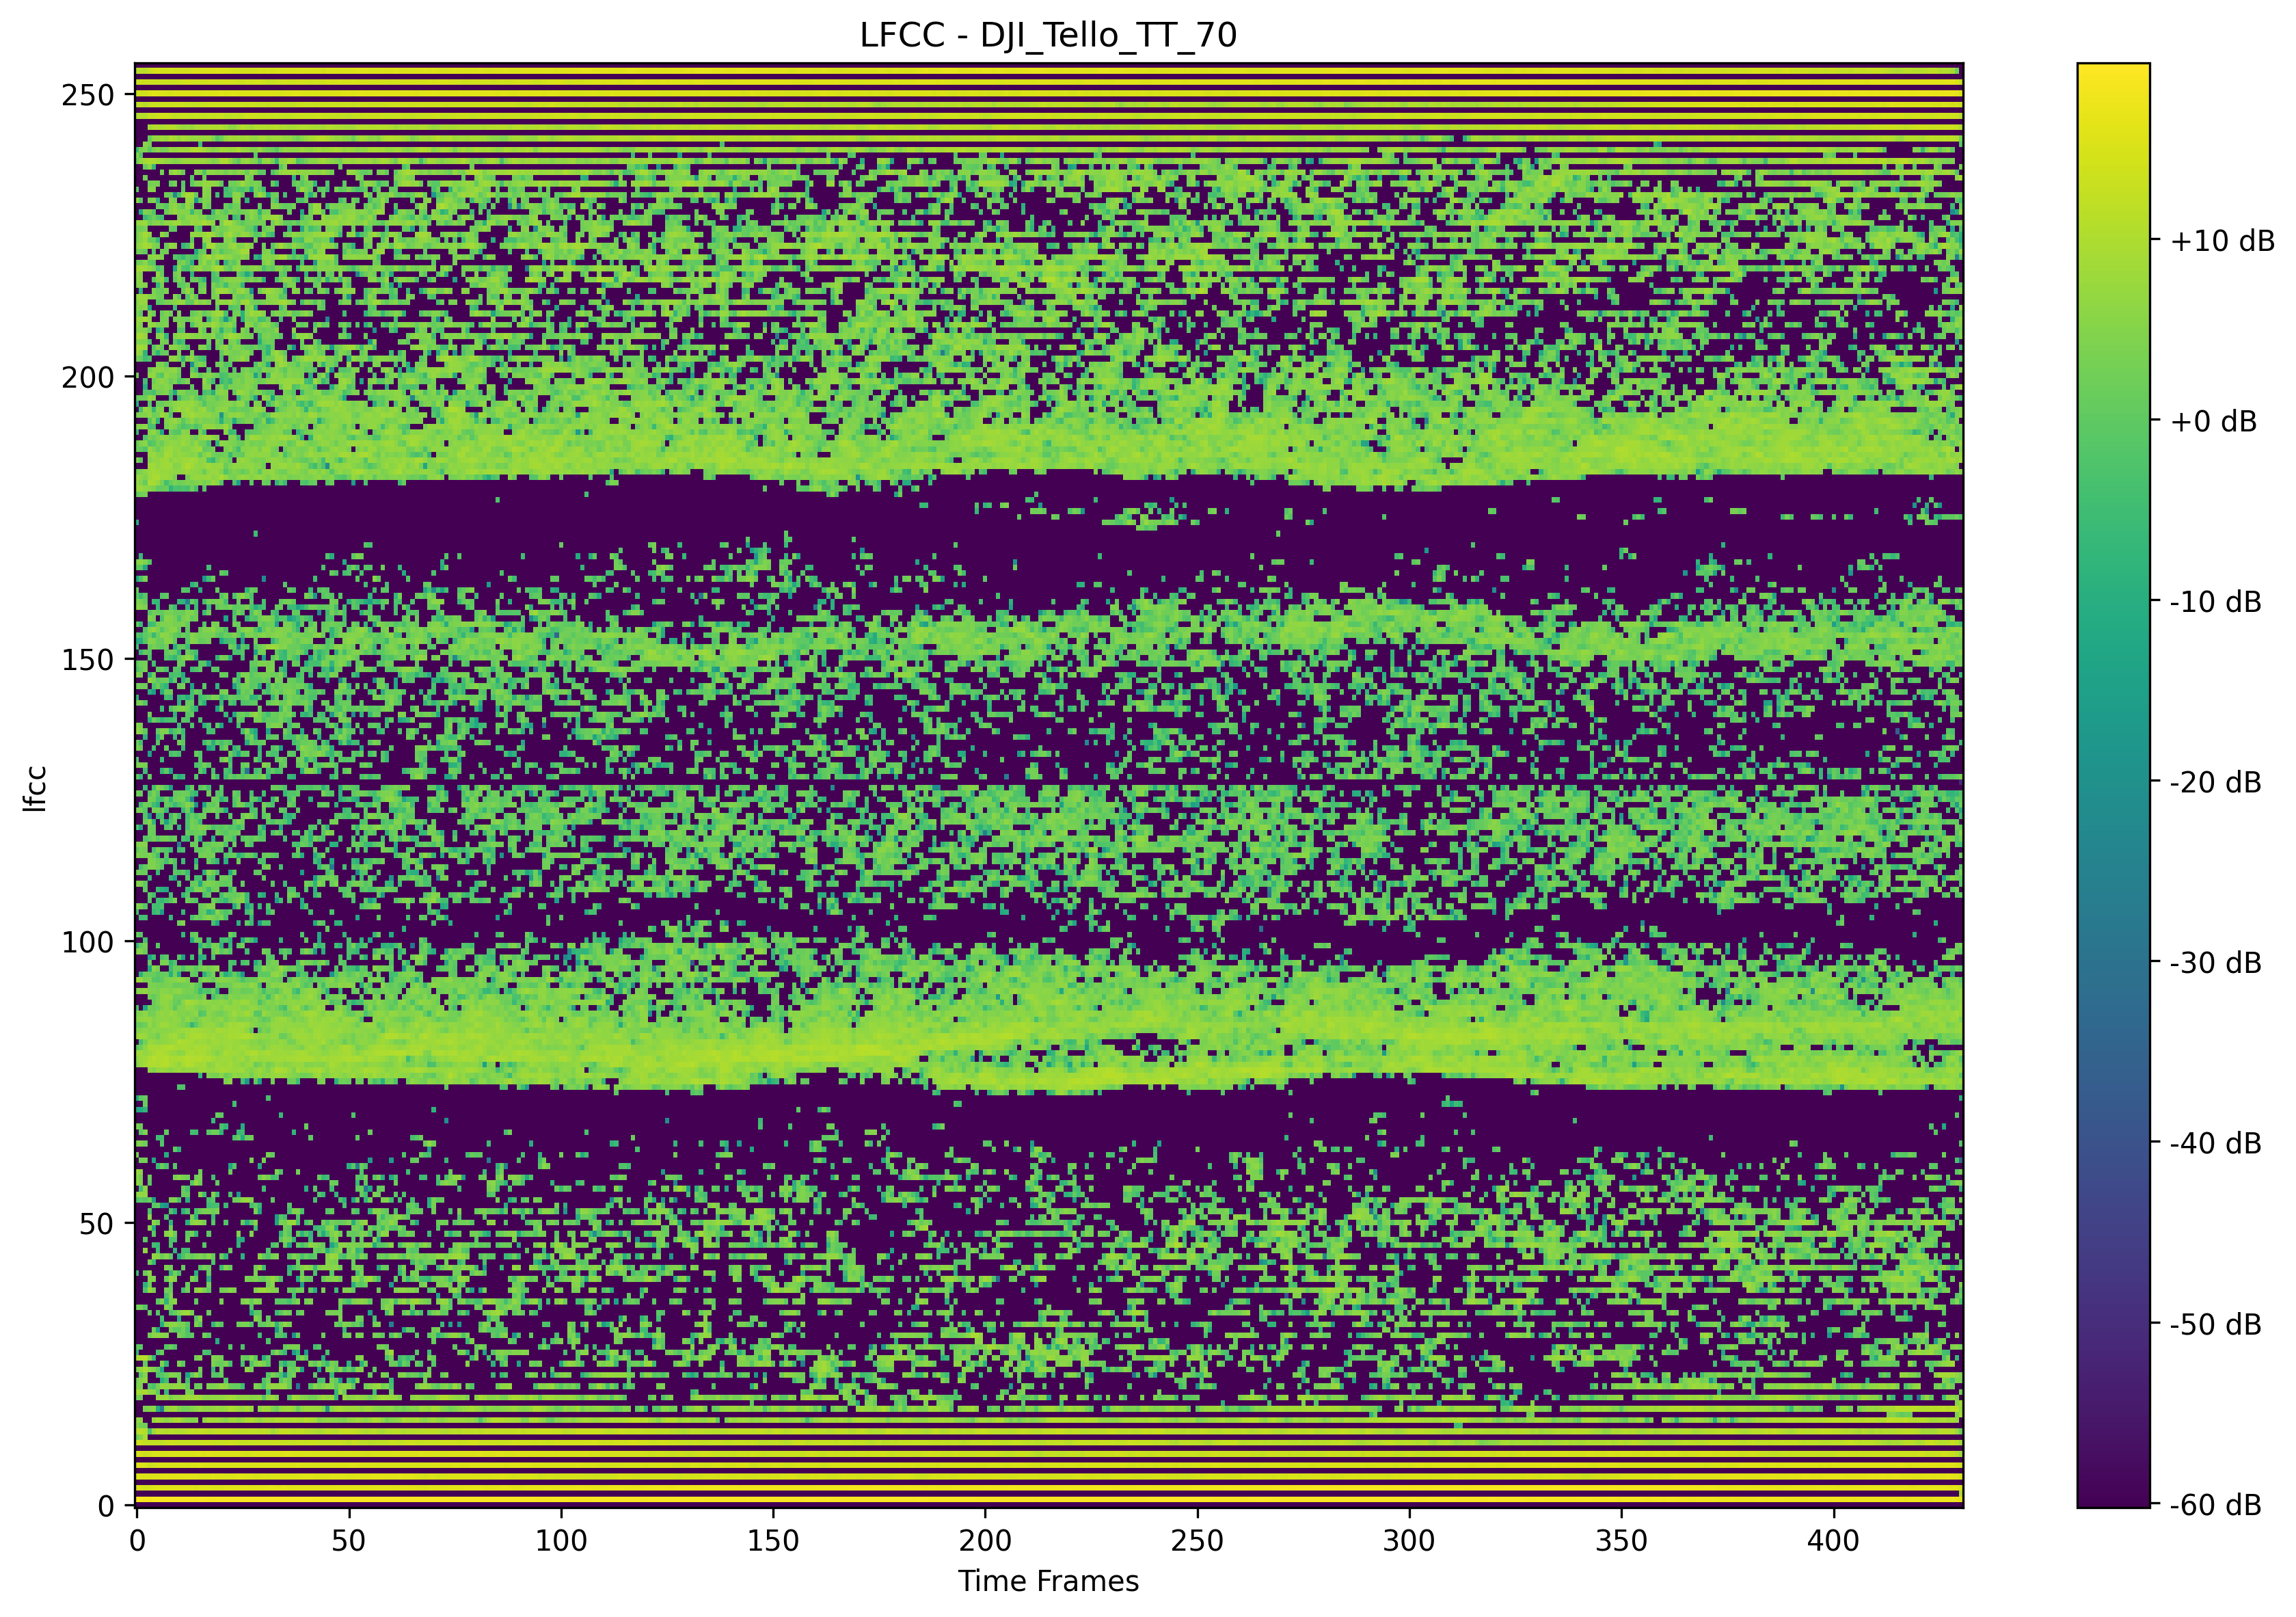 LFCC - DJI_Tello_TT_70
250
200
150
100
50
0
lfcc
0 50 100 150 200 250 300 350 400
Time Frames
+10 dB
+0 dB
-10 dB
-20 dB
-30 dB
-40 dB
-50 dB
-60 dB